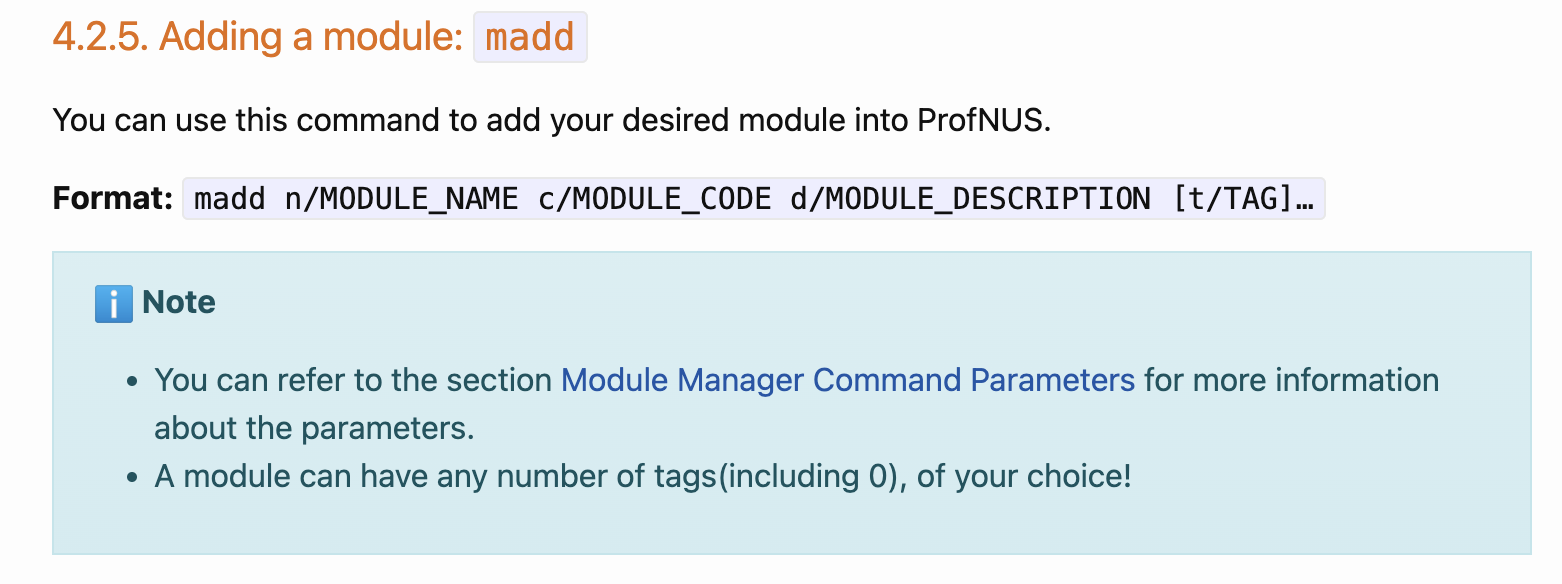 4.2.5. Adding a module: madd
You can use this command to add your desired module into ProfNUS.
Format: madd n/MODULE_NAME c/MODULE_CODE d/MODULE_DESCRIPTION [t/TAG]…
Note
• You can refer to the section Module Manager Command Parameters for more information
about the parameters.
• A module can have any number of tags(including 0), of your choice!